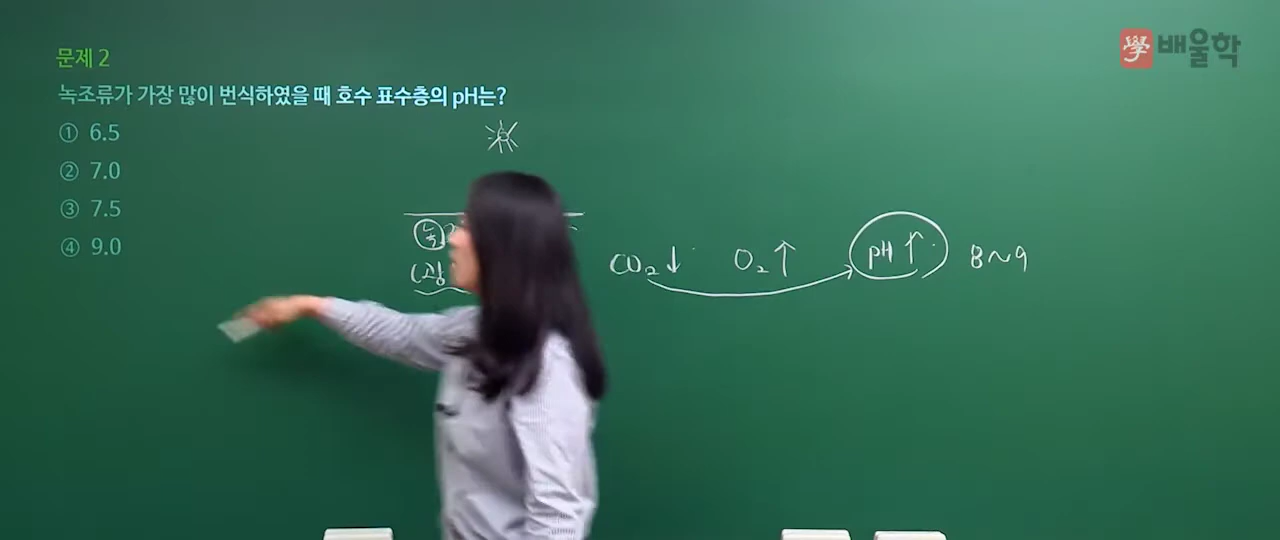 學 배울학
문제 2
녹조류가 가장 많이 번식하였을 때 호수 표수층의 pH는?
① 6.5
② 7.0
③ 7.5
④ 9.0
녹
(광
CO₂↓ O₂↑ pH↑ 8~9